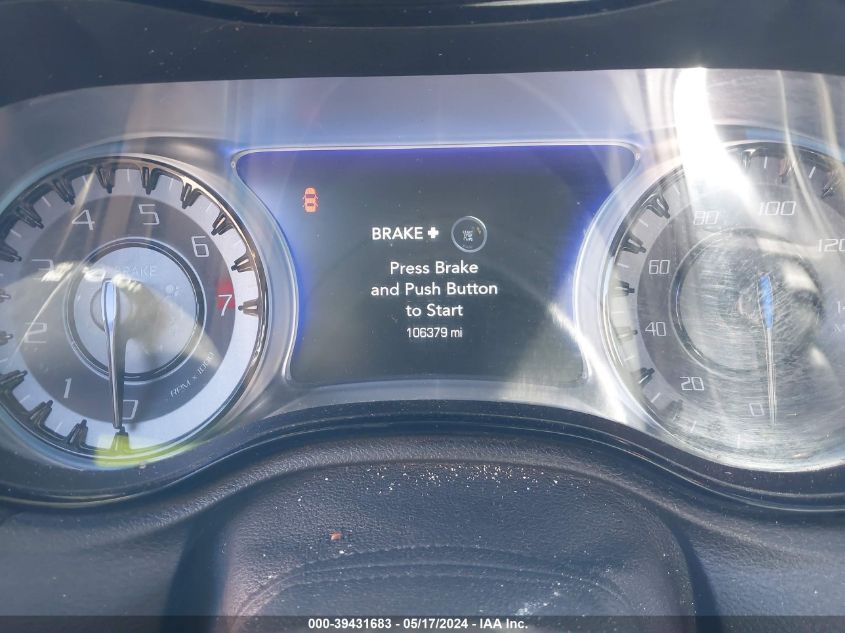 BRAKE +
Press Brake
and Push Button
to Start
106379 mi
BRAKE
0
1
2
3
4
5
6
7
RPM x 1000
0
20
40
60
80
100
120
000-39431683 - 05/17/2024 - IAA Inc.